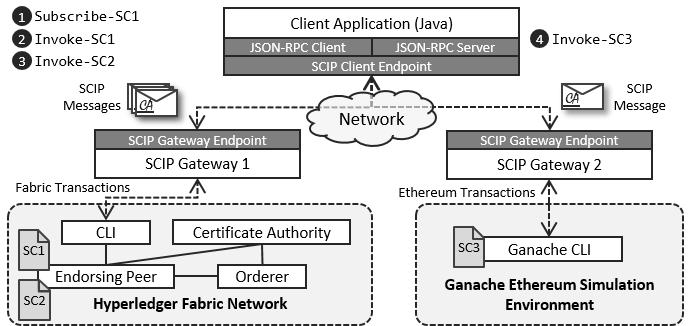 1 Subscribe-SC1
2 Invoke-SC1
3 Invoke-SC2
Client Application (Java)
JSON-RPC Client
JSON-RPC Server
SCIP Client Endpoint
4 Invoke-SC3
SCIP
Messages
CA
Network
SCIP
Message
CA
SCIP Gateway Endpoint
SCIP Gateway 1
SCIP Gateway Endpoint
SCIP Gateway 2
Fabric Transactions
Ethereum Transactions
CLI
Certificate Authority
SC1
Endorsing Peer
Orderer
SC2
Hyperledger Fabric Network
SC3
Ganache CLI
Ganache Ethereum Simulation
Environment